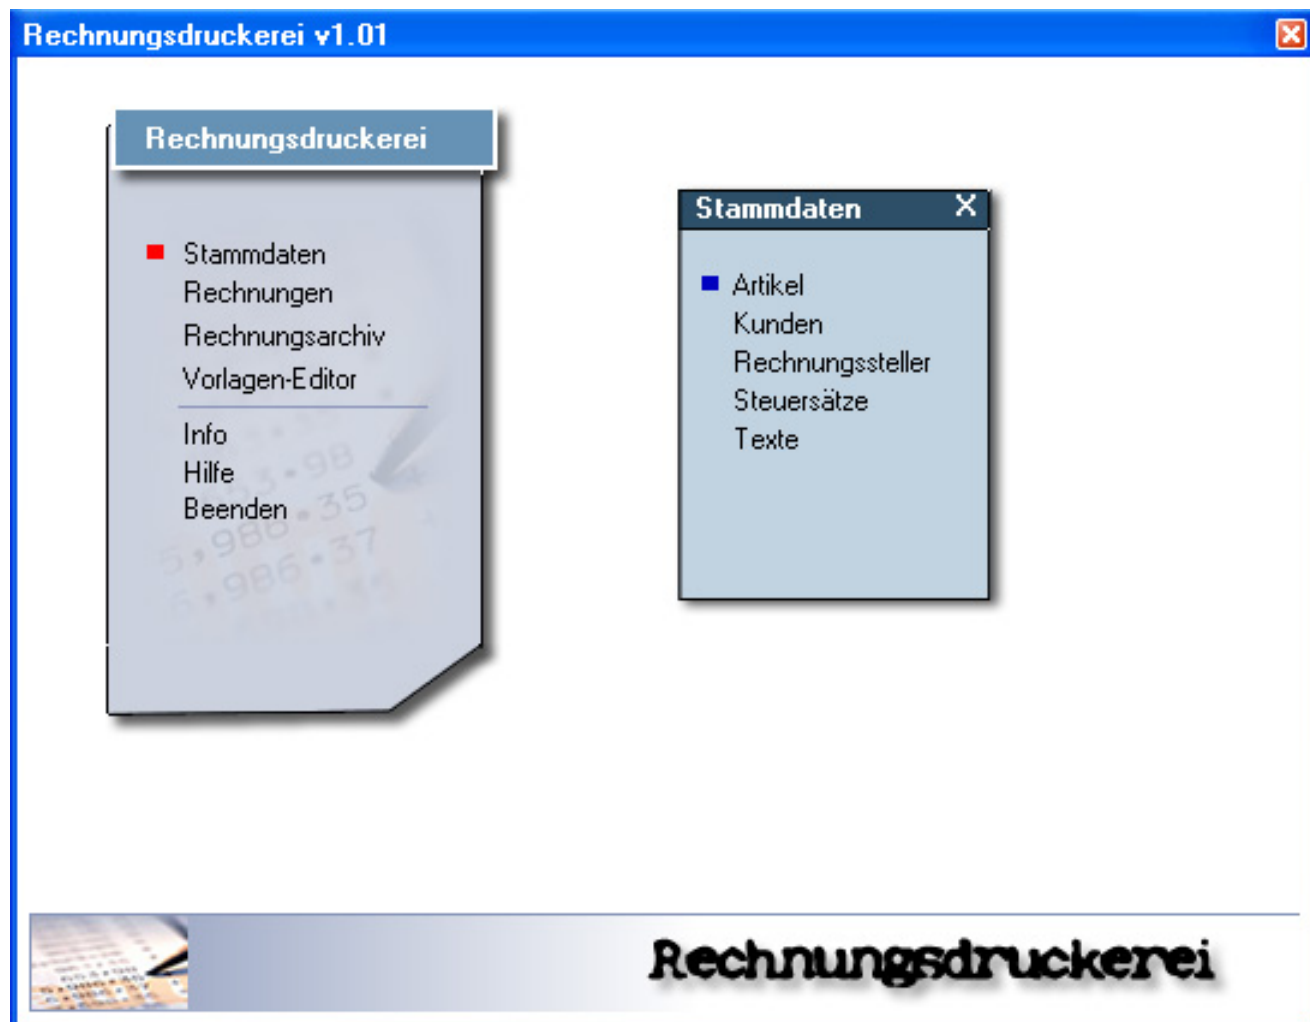 Rechnungsdruckerei v1.01
Rechnungsdruckerei
Stammdaten
Rechnungen
Rechnungsarchiv
Vorlagen-Editor
Info
Hilfe
Beenden
Stammdaten X
Artikel
Kunden
Rechnungssteller
Steuersätze
Texte
Rechnungsdruckerei